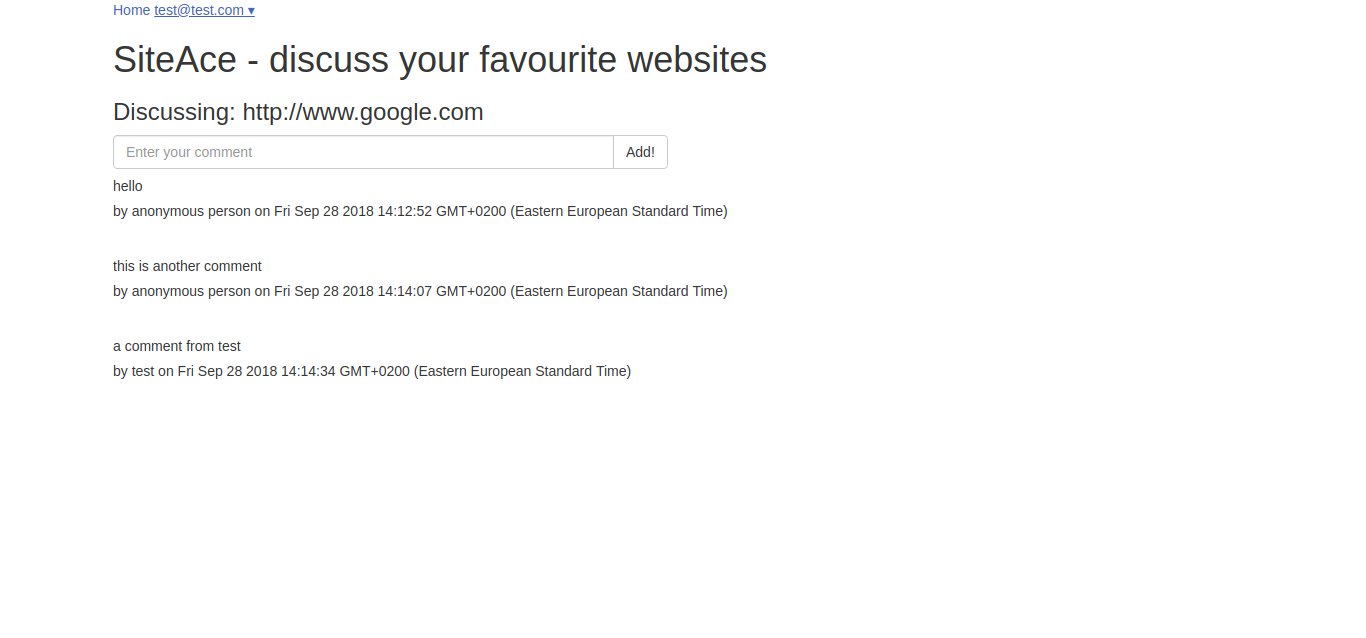 Home test@test.com ▾
SiteAce - discuss your favourite websites
Discussing: http://www.google.com
Enter your comment Add!
hello
by anonymous person on Fri Sep 28 2018 14:12:52 GMT+0200 (Eastern European Standard Time)
this is another comment
by anonymous person on Fri Sep 28 2018 14:14:07 GMT+0200 (Eastern European Standard Time)
a comment from test
by test on Fri Sep 28 2018 14:14:34 GMT+0200 (Eastern European Standard Time)